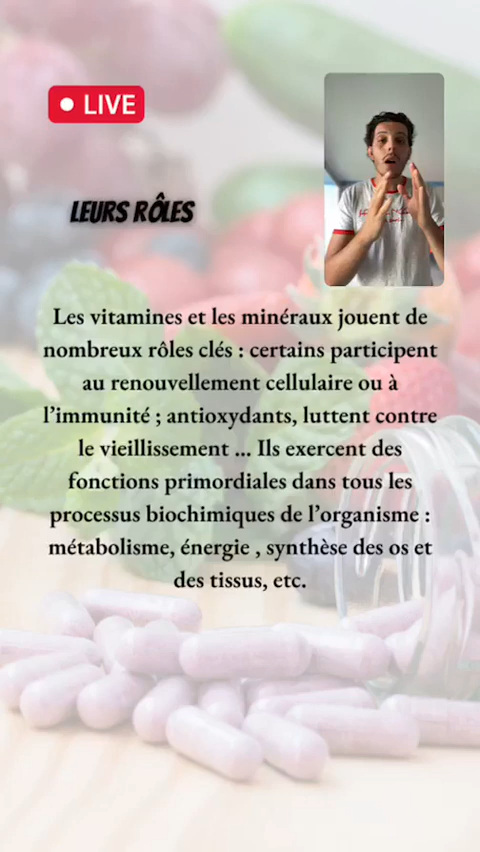 LIVE
LEURS RÔLES
Les vitamines et les minéraux jouent de
nombreux rôles clés : certains participent
au renouvellement cellulaire ou à
l’immunité ; antioxydants, luttent contre
le vieillissement ... Ils exercent des
fonctions primordiales dans tous les
processus biochimiques de l’organisme :
métabolisme, énergie , synthèse des os et
des tissus, etc.